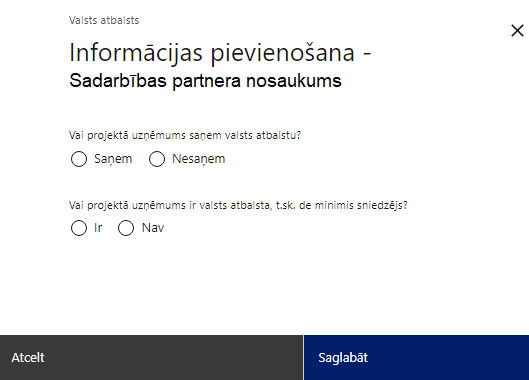 Valsts atbalsts
Informācijas pievienošana -
Sadarbības partnera nosaukums
Vai projektā uzņēmums saņem valsts atbalstu?
Saņem Nesaņem
Vai projektā uzņēmums ir valsts atbalsta, t.sk. de minimis sniedzējs?
Ir Nav
Atcelt Saglabāt